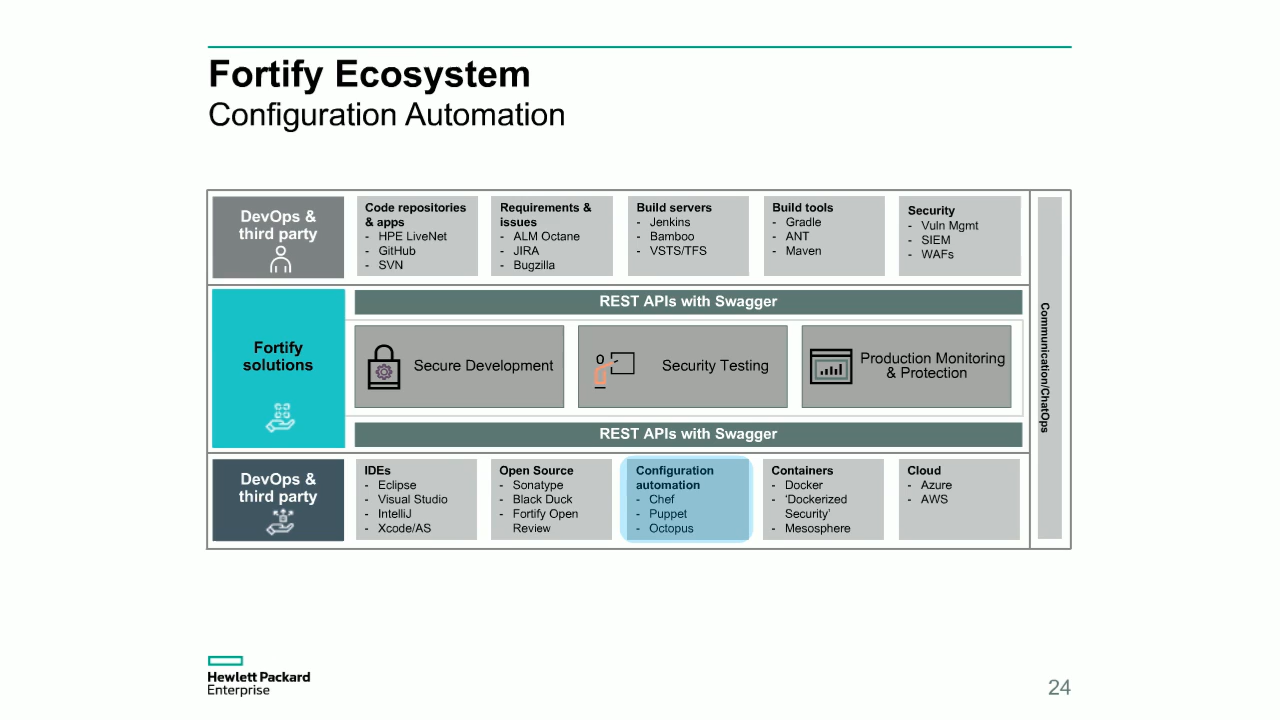 Fortify Ecosystem
Configuration Automation
DevOps &
third party
Code repositories
& apps
- HPE LiveNet
- GitHub
- SVN
Requirements &
issues
- ALM Octane
- JIRA
- Bugzilla
Build servers
- Jenkins
- Bamboo
- VSTS/TFS
Build tools
- Gradle
- ANT
- Maven
Security
- Vuln Mgmt
- SIEM
- WAFs
Communication/ChatOps
Fortify
solutions
REST APIs with Swagger
Secure Development
Security Testing
Production Monitoring
& Protection
REST APIs with Swagger
DevOps &
third party
IDEs
- Eclipse
- Visual Studio
- IntelliJ
- Xcode/AS
Open Source
- Sonatype
- Black Duck
- Fortify Open
Review
Configuration
automation
- Chef
- Puppet
- Octopus
Containers
- Docker
- ‘Dockerized
Security’
- Mesosphere
Cloud
- Azure
- AWS
Hewlett Packard
Enterprise
24